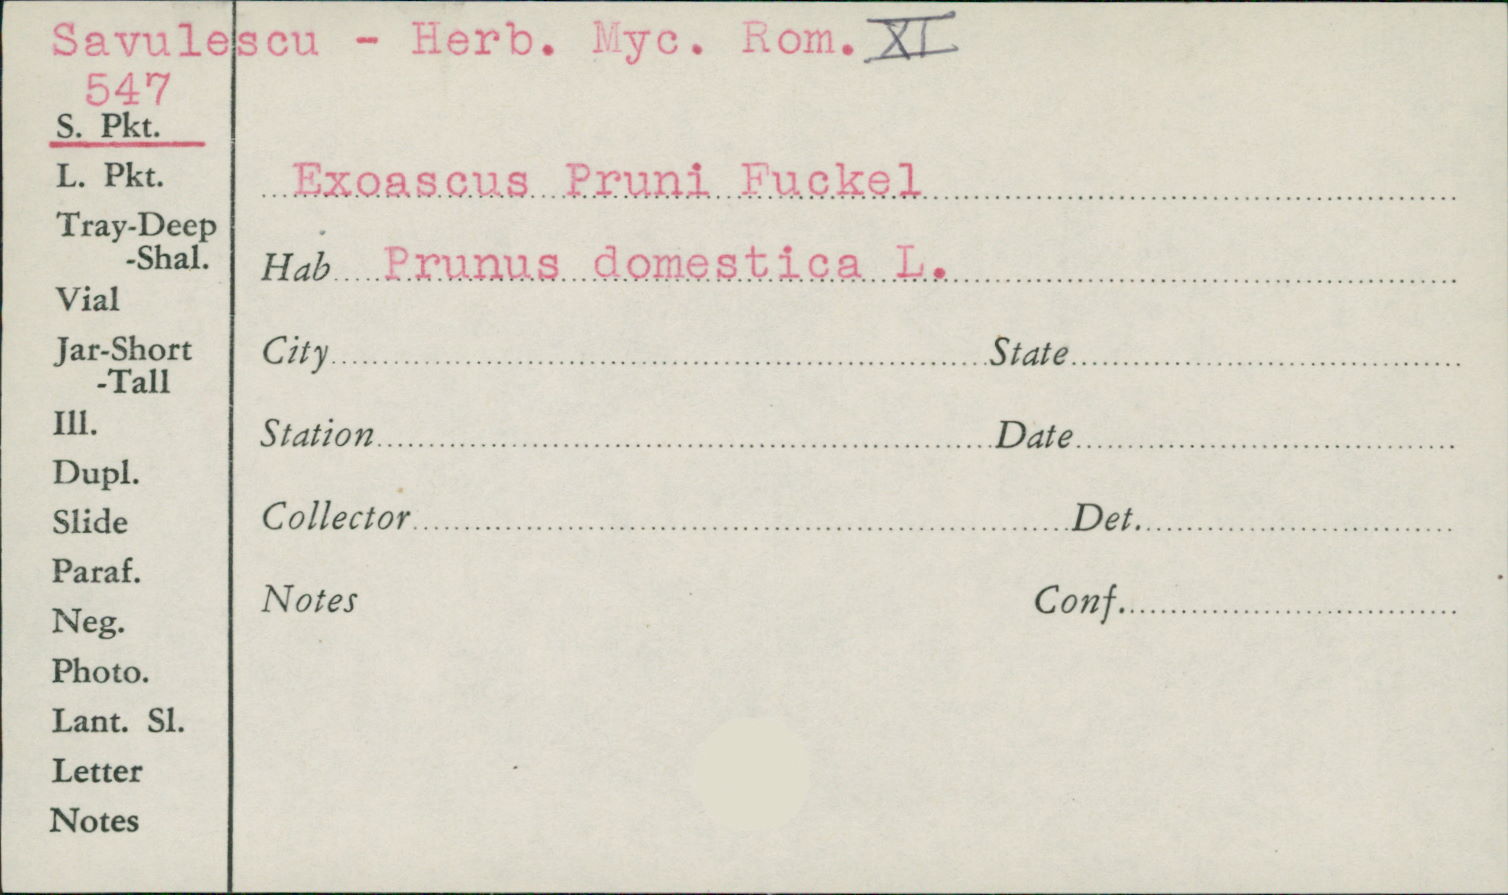 Savulescu - Herb. Myc. Rom. XI
547
S. Pkt.
L. Pkt.
Tray-Deep
-Shal.
Vial
Jar-Short
-Tall
Ill.
Dupl.
Slide
Paraf.
Neg.
Photo.
Lant. Sl.
Letter
Notes
Exoascus Pruni Fuckel
Hab Prunus domestica L.
City State
Station Date
Collector Det.
Notes Conf.